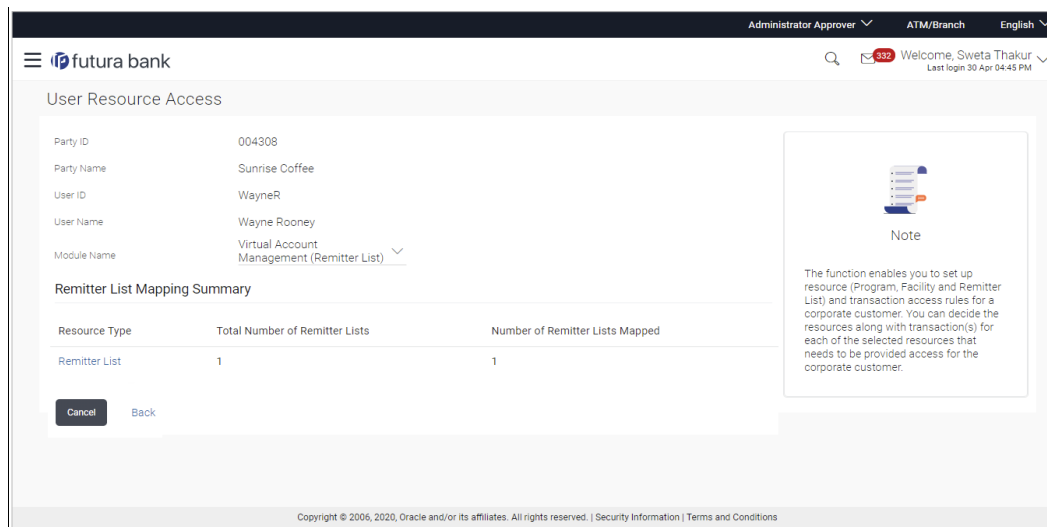 Administrator Approver ATM/Branch English
futura bank 332 Welcome, Sweta Thakur
Last login 30 Apr 04:45 PM
User Resource Access
Party ID 004308
Party Name Sunrise Coffee
User ID WayneR
User Name Wayne Rooney
Module Name Virtual Account
Management (Remitter List)
Remitter List Mapping Summary
Resource Type Total Number of Remitter Lists Number of Remitter Lists Mapped
Remitter List 1 1
Cancel Back
Note
The function enables you to set up
resource (Program, Facility and Remitter
List) and transaction access rules for a
corporate customer. You can decide the
resources along with transaction(s) for
each of the selected resources that
needs to be provided access for the
corporate customer.
Copyright © 2006, 2020, Oracle and/or its affiliates. All rights reserved. | Security Information | Terms and Conditions